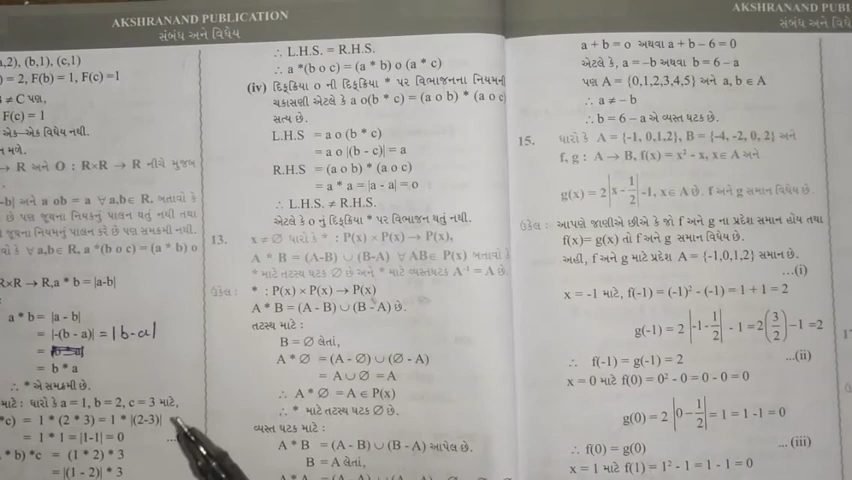 AKSHRANAND PUBLICATION
સંબંધ અને વિધેય
a,2), (b,1), (c,1)
) = 2, F(b) = 1, F(c) =1
≠ C પણ,
F(c) = 1
એક–એક વિધેય નથી.
ન મળે.
→ R અને O : R×R → R નીચે મુજબ
-b| અને a ob = a ∀ a,b∈ R. બતાવો કે
છે પણ જૂથના નિયમનું પાલન થતું નથી તથા
જૂથના નિયમનું પાલન કરે છે પણ સમક્રમી નથી.
વો કે ∀ a,b∈ R, a *(b o c) = (a * b) o
R×R → R,a * b = |a-b|
a * b= |a - b|
= |-(b - a)| = |b-a|
= b * a
∴ * એ સમક્રમી છે.
માટે: ધારો કે a = 1, b = 2, c = 3 માટે,
*c) = 1 * (2 * 3) = 1 * |(2-3)|
= 1 * 1 = |1-1| = 0
* b) *c = (1 * 2) * 3
= |(1 - 2)| * 3
∴ L.H.S. = R.H.S.
∴ a*(b o c) = (a * b) o (a * c)
(iv) દ્વિક્રિયા o ની દ્વિક્રિયા * પર વિભાજનના નિયમની
ચકાસણી એટલે કે a o(b * c) = (a o b) * (a o c)
સત્ય છે.
L.H.S = a o (b * c)
= a o |(b - c)| = a
R.H.S = (a o b) * (a o c)
= a * a = |a - a| = o
∴ L.H.S. ≠ R.H.S.
એટલે કે o નું દ્વિક્રિયા * પર વિભાજન થતું નથી.
13. x ≠ ∅ ધારો કે * : P(x) × P(x) → P(x),
A * B = (A-B) ∪ (B-A) ∀ AB∈ P(x) બતાવો કે
* માટે તટસ્થ ઘટક ∅ છે અને * માટે વ્યસ્તઘટક A⁻¹ = A છે.
ઉકેલ : * : P(x) × P(x) → P(x)
A * B = (A - B) ∪ (B - A) છે.
તટસ્થ માટે :
B = ∅ લેતાં,
A * ∅ = (A - ∅) ∪ (∅ - A)
= A ∪ ∅ = A
∴ A * ∅ = A ∈ P(x)
∴ * માટે તટસ્થ ઘટક ∅ છે.
વ્યસ્ત ઘટક માટે :
A * B = (A - B) ∪ (B - A) આપેલ છે.
B = A લેતાં,
AKSHRANAND PUBL
સંબંધ અને વિધેય
a + b = o અથવા a + b – 6 = 0
એટલે કે, a = –b અથવા b = 6 – a
પણ A = {0,1,2,3,4,5} અને a, b ∈ A
∴ a ≠ – b
∴ b = 6 - a એ વ્યસ્ત ઘટક છે.
15. ધારો કે A = {-1, 0,1,2}, B = {-4, -2, 0, 2} અને
f, g : A → B, f(x) = x² - x, x∈ A અને
g(x) = 2|x - 1/2| -1, x∈ A છે. f અને g સમાન વિધેય છે.
ઉકેલ : આપણે જાણીએ છીએ કે જો f અને g ના પ્રદેશ સમાન હોય તથા
f(x)= g(x) તો f અને g સમાન વિધેય છે.
અહીં, f અને g માટે પ્રદેશ A = {-1,0,1,2} સમાન છે.
...(i)
x = -1 માટે, f(-1) = (-1)² - (-1) = 1 + 1 = 2
g(-1) = 2 |-1 - 1/2| - 1 = 2(3/2) – 1 = 2
∴ f(-1) = g(-1) = 2 ...(ii)
x = 0 માટે f(0) = 0² - 0 = 0 - 0 = 0
g(0) = 2 |0 – 1/2| = 1 = 1 -1 = 0
∴ f(0) = g(0) ...(iii)
x = 1 માટે f(1) = 1² - 1 = 1 - 1 = 0